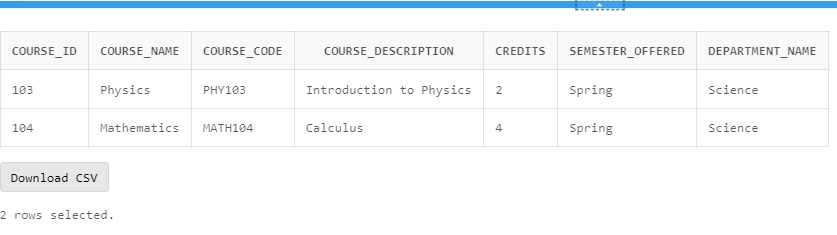 COURSE_ID COURSE_NAME COURSE_CODE COURSE_DESCRIPTION CREDITS SEMESTER_OFFERED DEPARTMENT_NAME
103 Physics PHY103 Introduction to Physics 2 Spring Science
104 Mathematics MATH104 Calculus 4 Spring Science
Download CSV
2 rows selected.